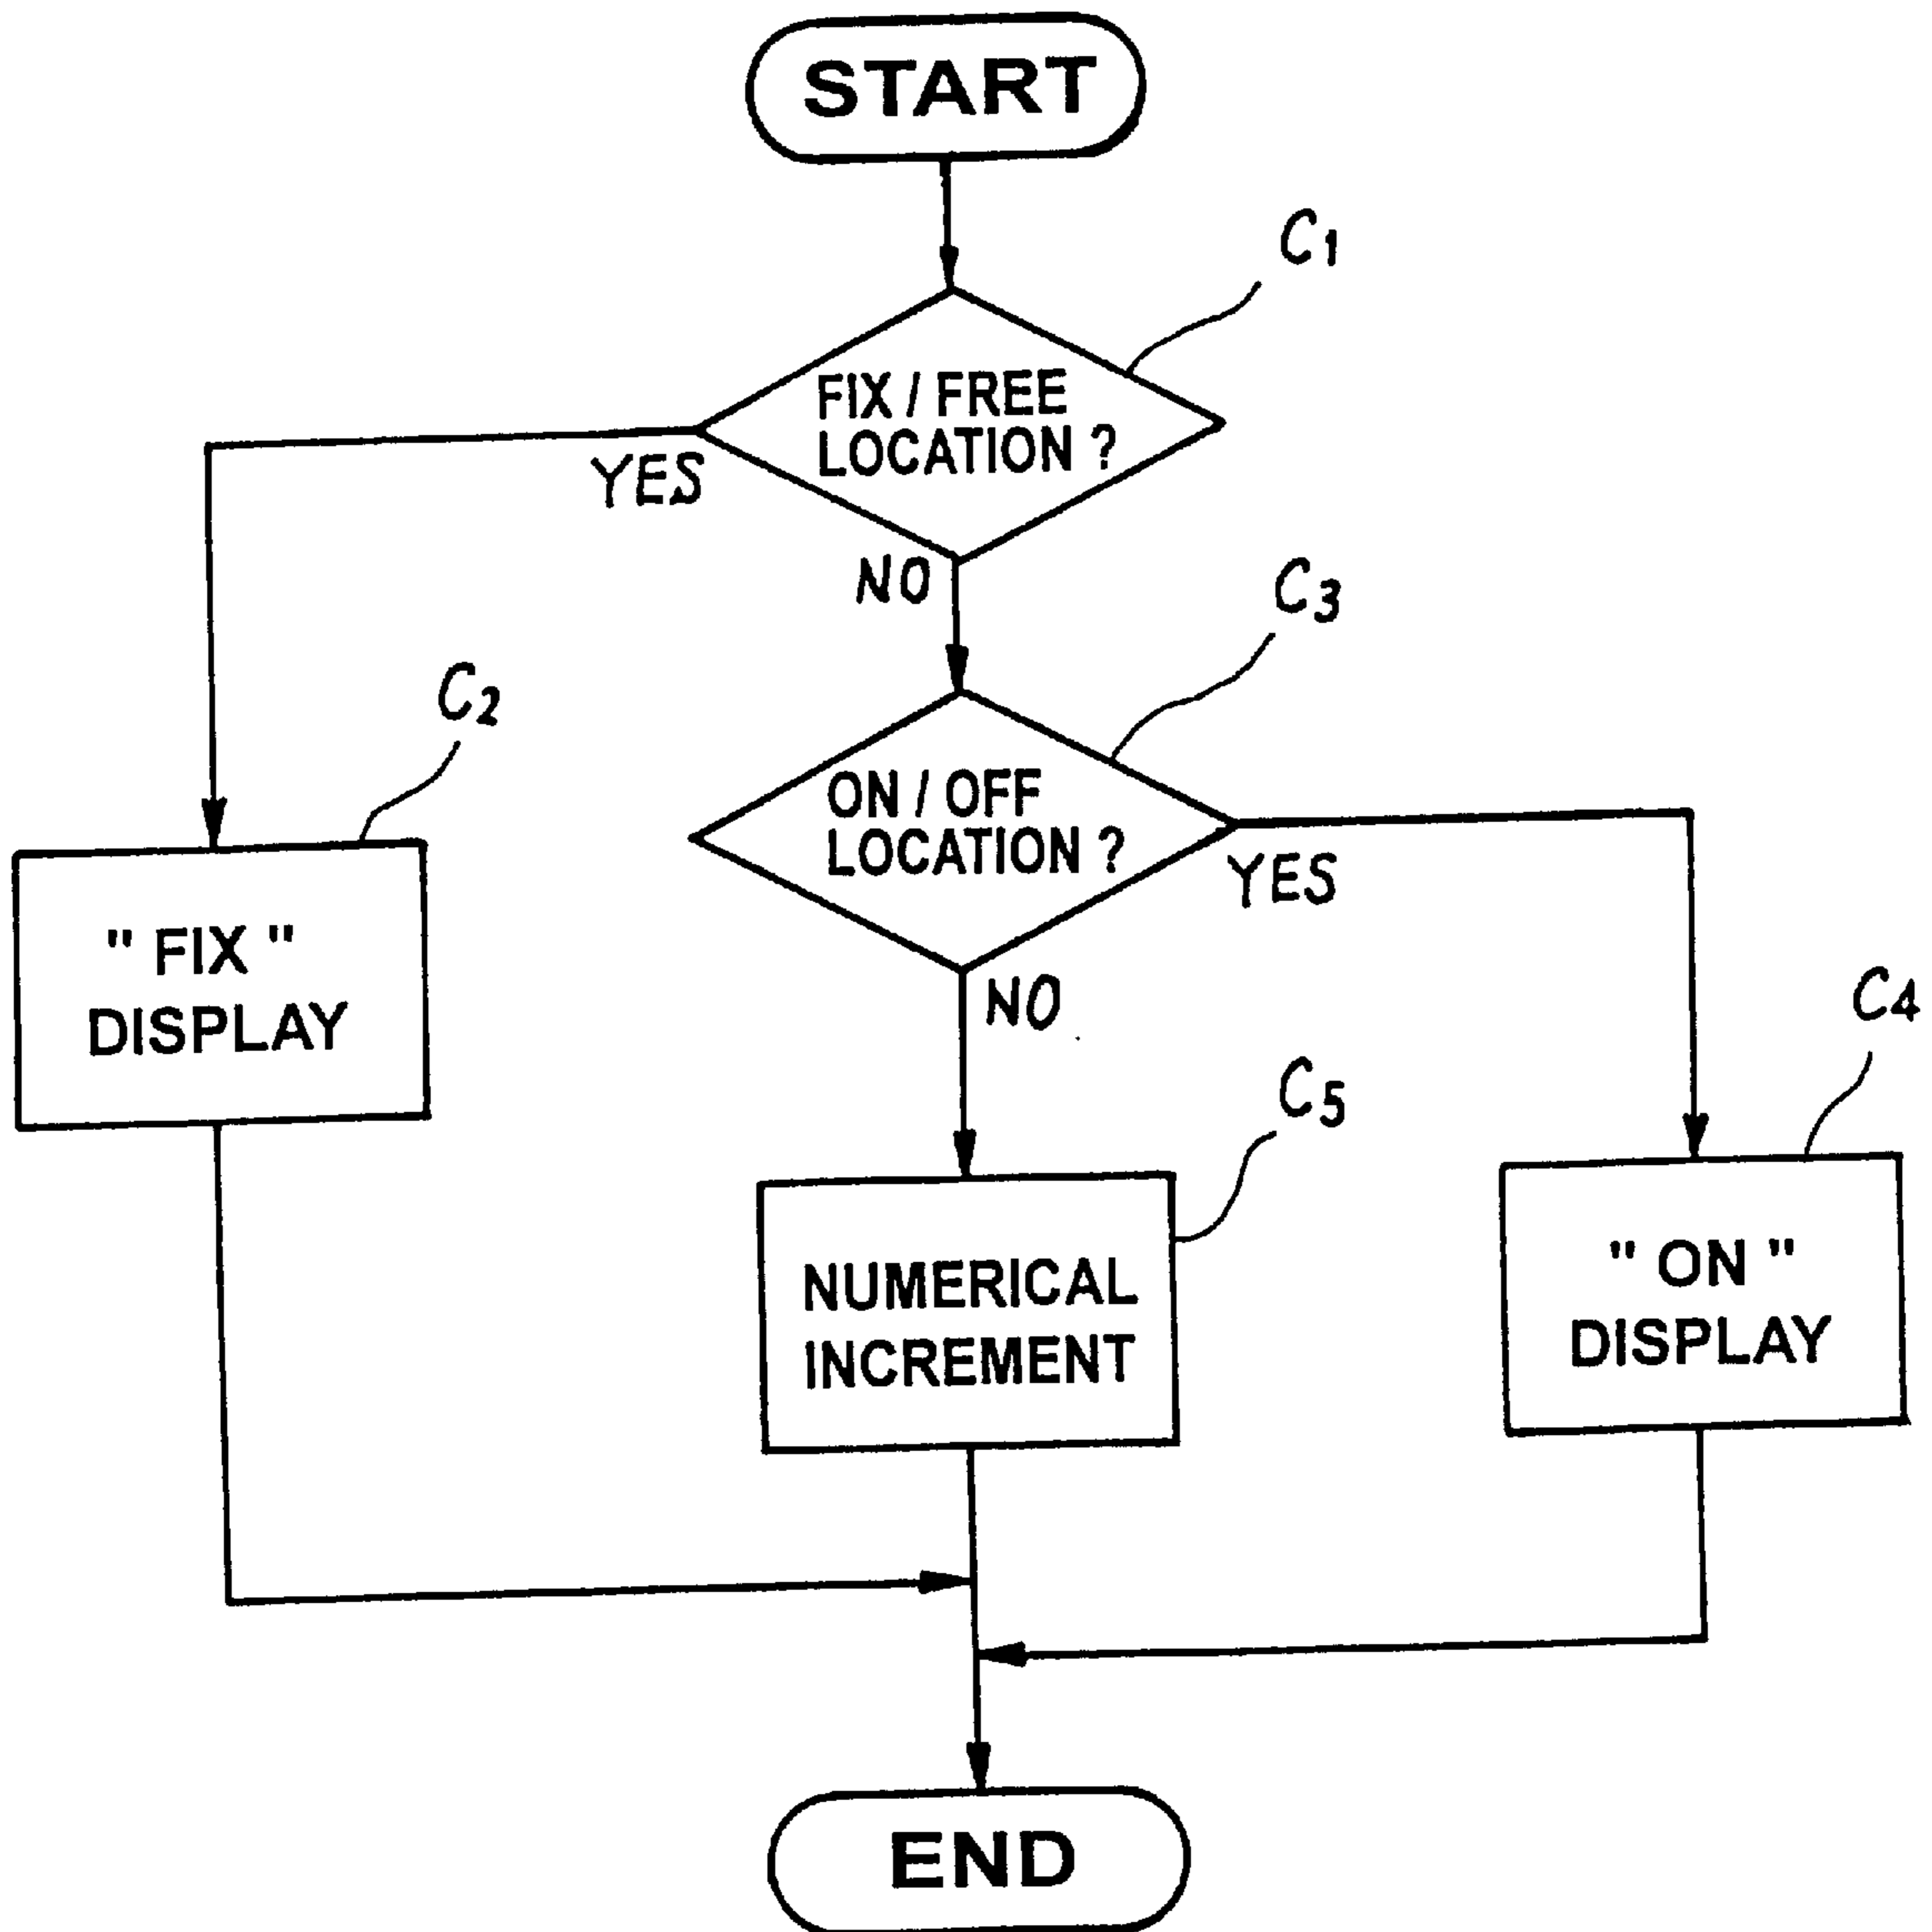 START
C1
FIX / FREE
LOCATION ?
YES
NO
C3
C2
ON / OFF
LOCATION ?
YES
" FIX "
DISPLAY
NO
C4
C5
NUMERICAL
INCREMENT
" ON "
DISPLAY
END